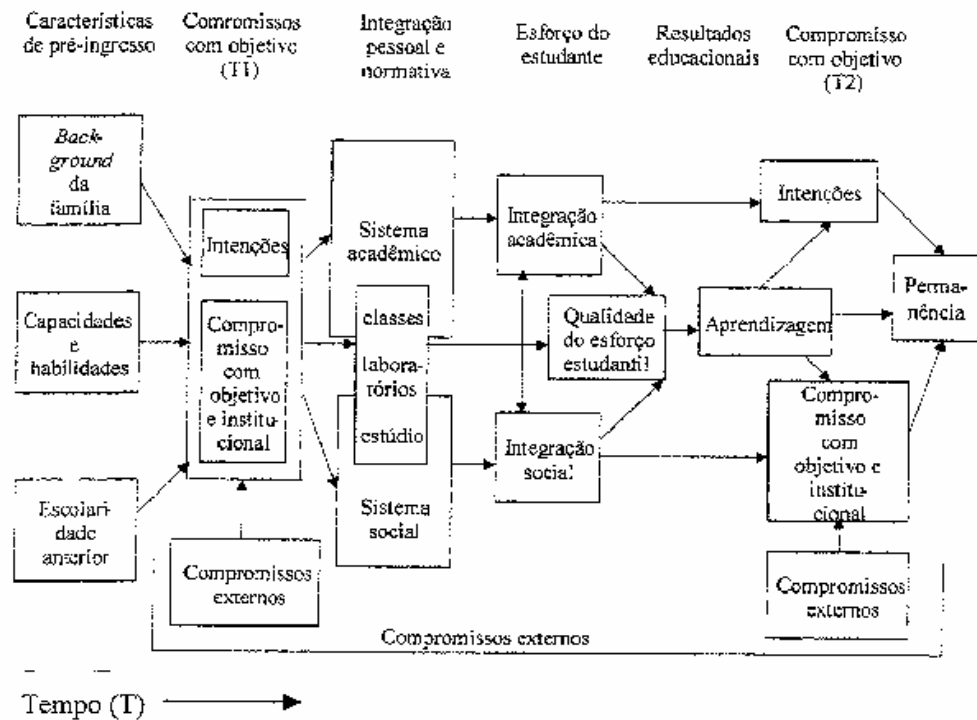 Características
de pré-ingresso
Compromissos
com objetivo
(T1)
Integração
pessoal e
normativa
Esforço do
estudante
Resultados
educacionais
Compromisso
com objetivo
(T2)
Back-
ground
da
família
Capacidades
e
habilidades
Escolari
dade
anterior
Intenções
Compro-
misso
com
objetivo
e institu-
cional
Compromissos
externos
Sistema
acadêmico
classes
labora-
tórios
estúdio
Sistema
social
Integração
acadêmica
Qualidade
do esforço
estudantil
Integração
social
Aprendizagem
Intenções
Compro-
misso
com
objetivo e
institu-
cional
Compromissos
externos
Perma-
nência
Compromissos externos
Tempo (T)